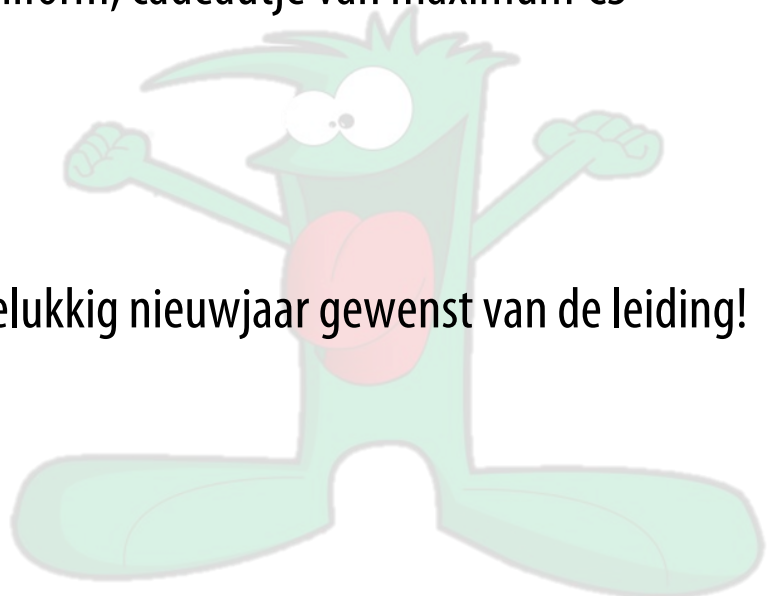 cadeautje van maximum €5
elukkig nieuwjaar gewenst van de leiding!